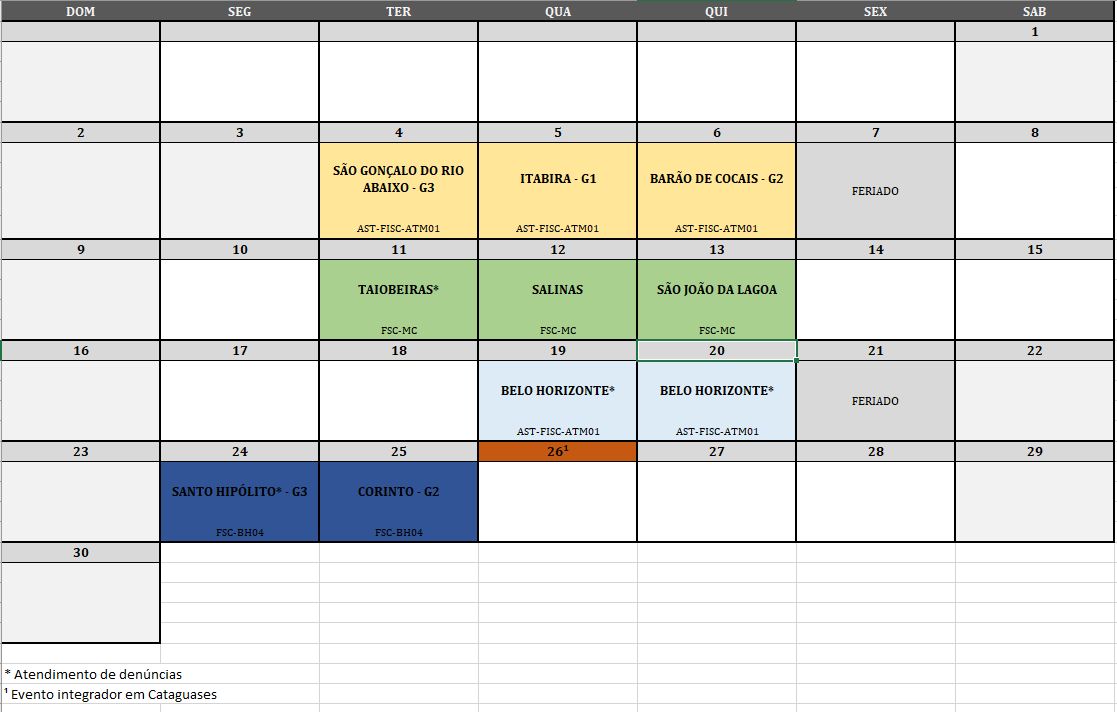 DOM SEG TER QUA QUI SEX SAB
1
2 3 4 5 6 7 8
SÃO GONÇALO DO RIO
ABAIXO - G3
ITABIRA - G1
BARÃO DE COCAIS - G2
FERIADO
AST-FISC-ATM01 AST-FISC-ATM01 AST-FISC-ATM01
9 10 11 12 13 14 15
TAIOBEIRAS* SALINAS SÃO JOÃO DA LAGOA
FSC-MC FSC-MC FSC-MC
16 17 18 19 20 21 22
BELO HORIZONTE* BELO HORIZONTE*
FERIADO
AST-FISC-ATM01 AST-FISC-ATM01
23 24 25 26¹ 27 28 29
SANTO HIPÓLITO* - G3 CORINTO - G2
FSC-BH04 FSC-BH04
30
* Atendimento de denúncias
¹ Evento integrador em Cataguases